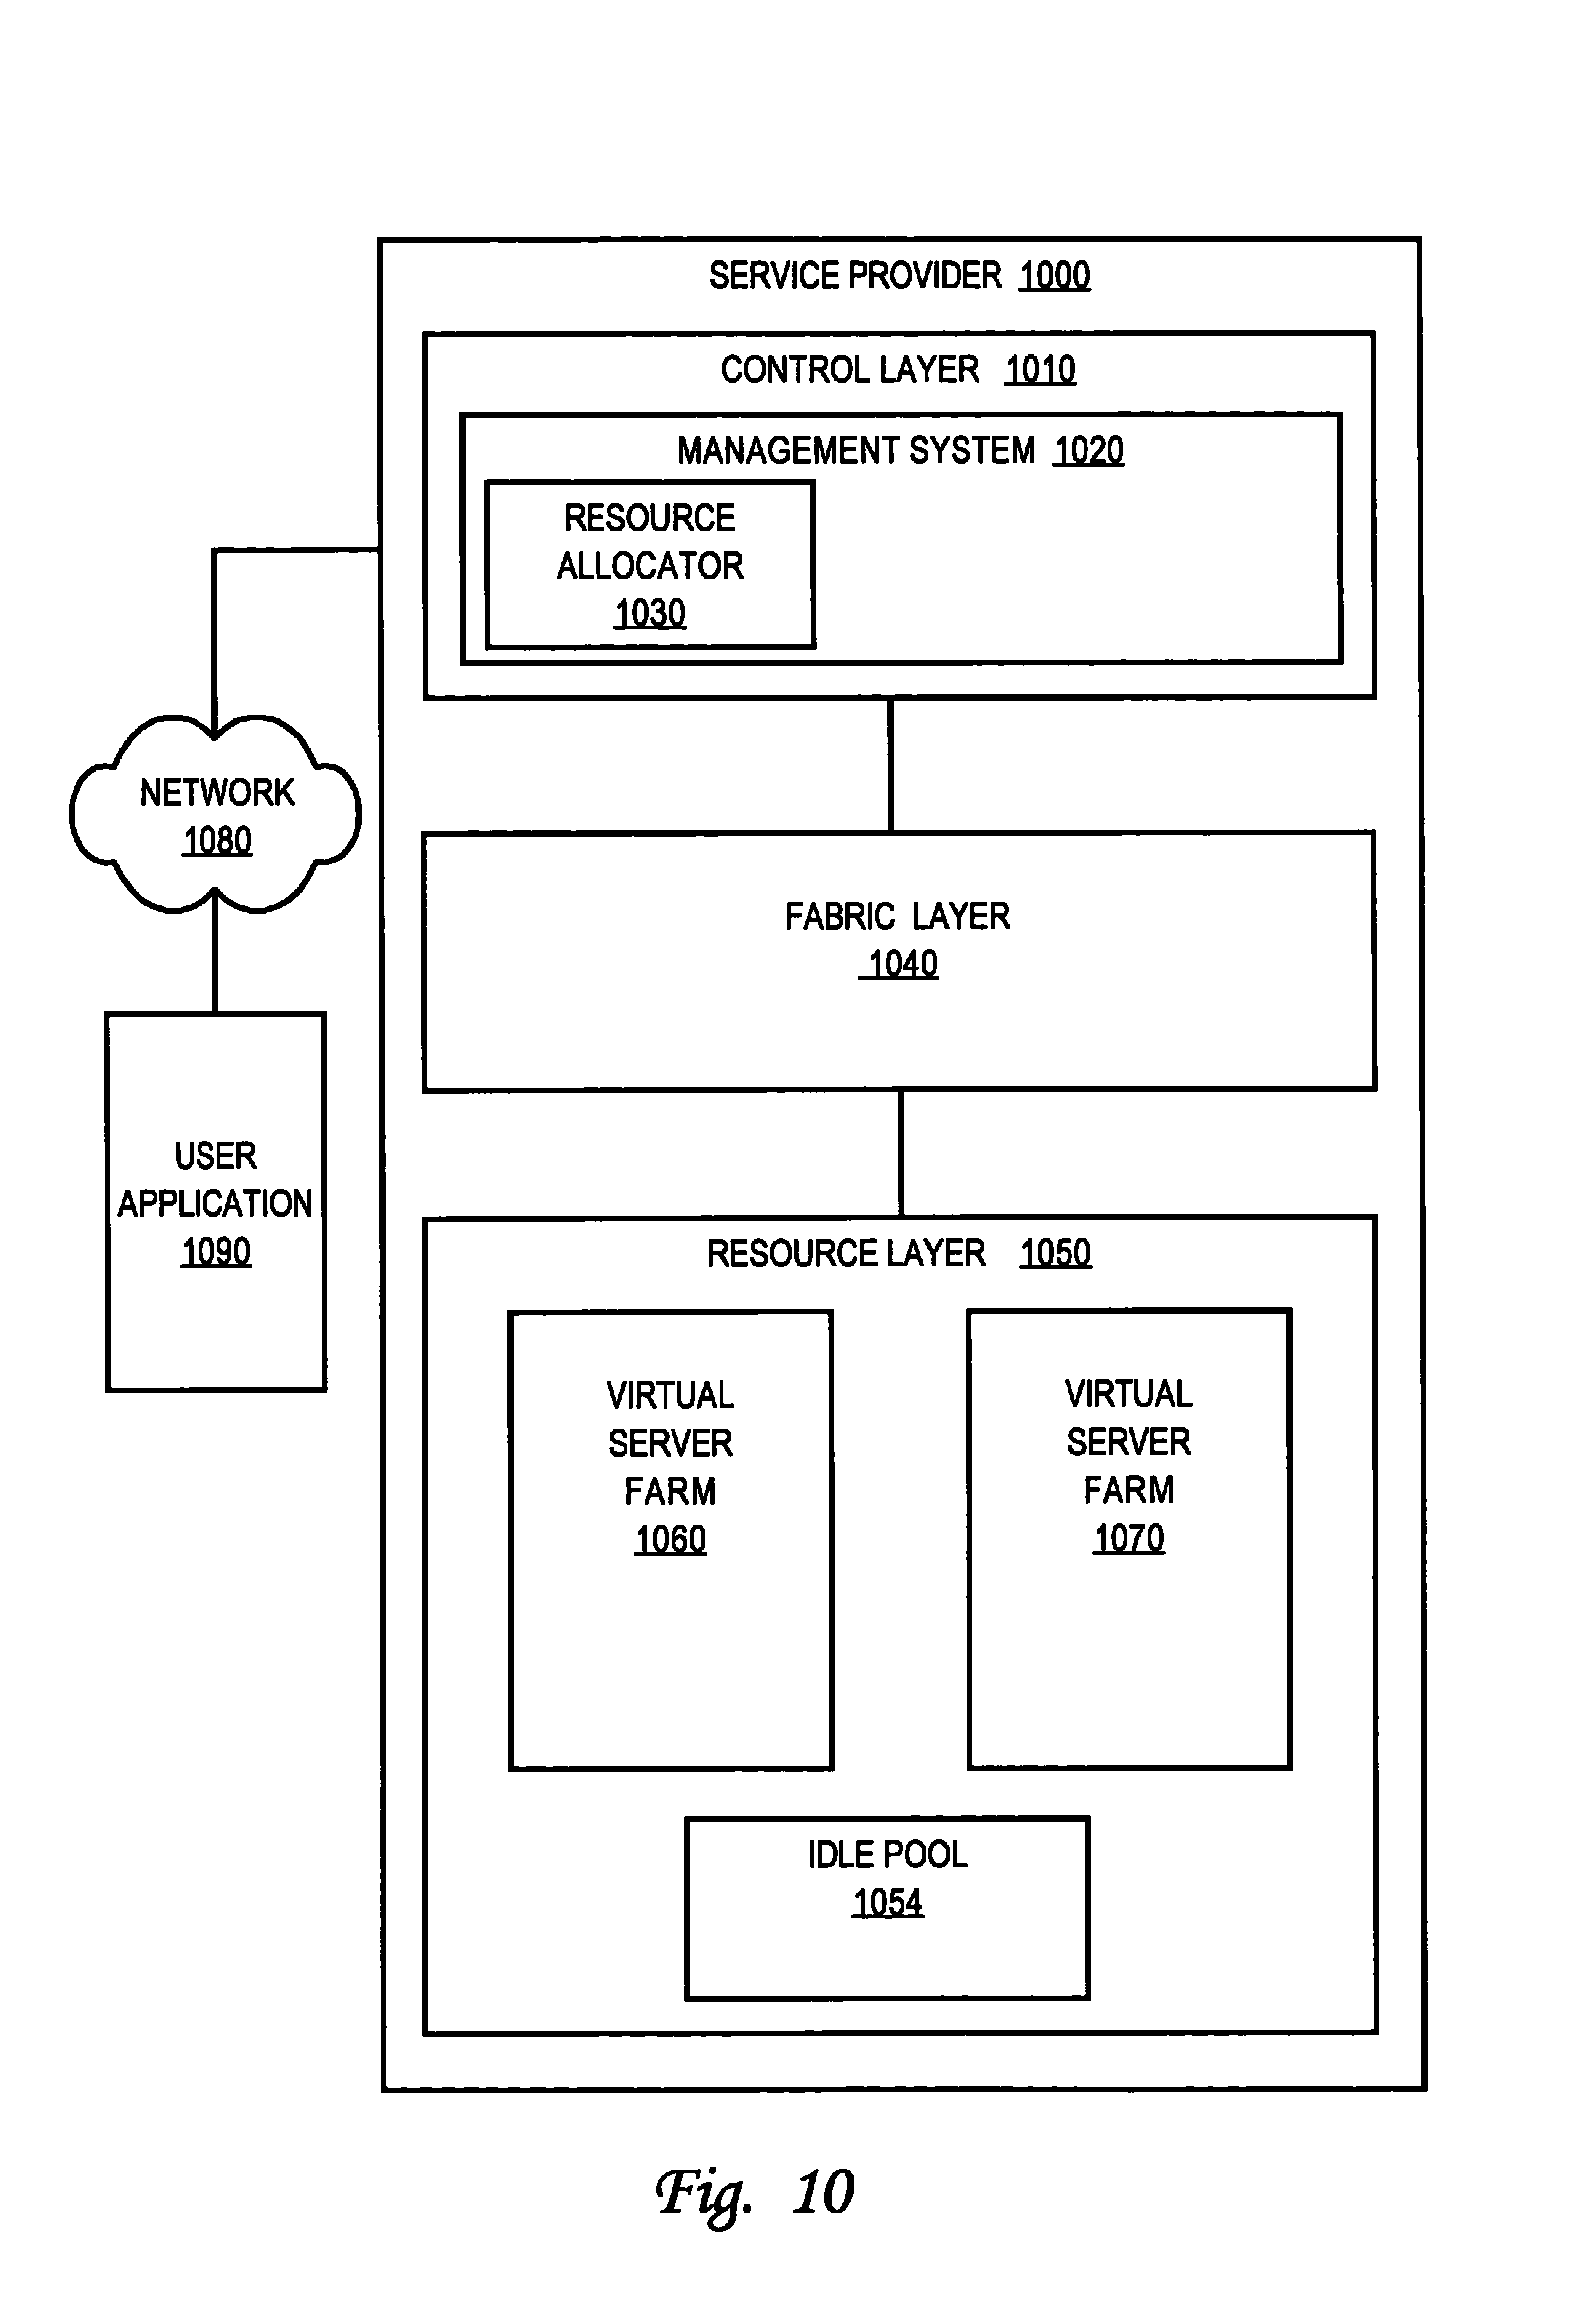 SERVICE PROVIDER 1000
CONTROL LAYER 1010
MANAGEMENT SYSTEM 1020
RESOURCE
ALLOCATOR
1030
NETWORK
1080
FABRIC LAYER
1040
USER
APPLICATION
1090
RESOURCE LAYER 1050
VIRTUAL
SERVER
FARM
1060
VIRTUAL
SERVER
FARM
1070
IDLE POOL
1054
Fig. 10